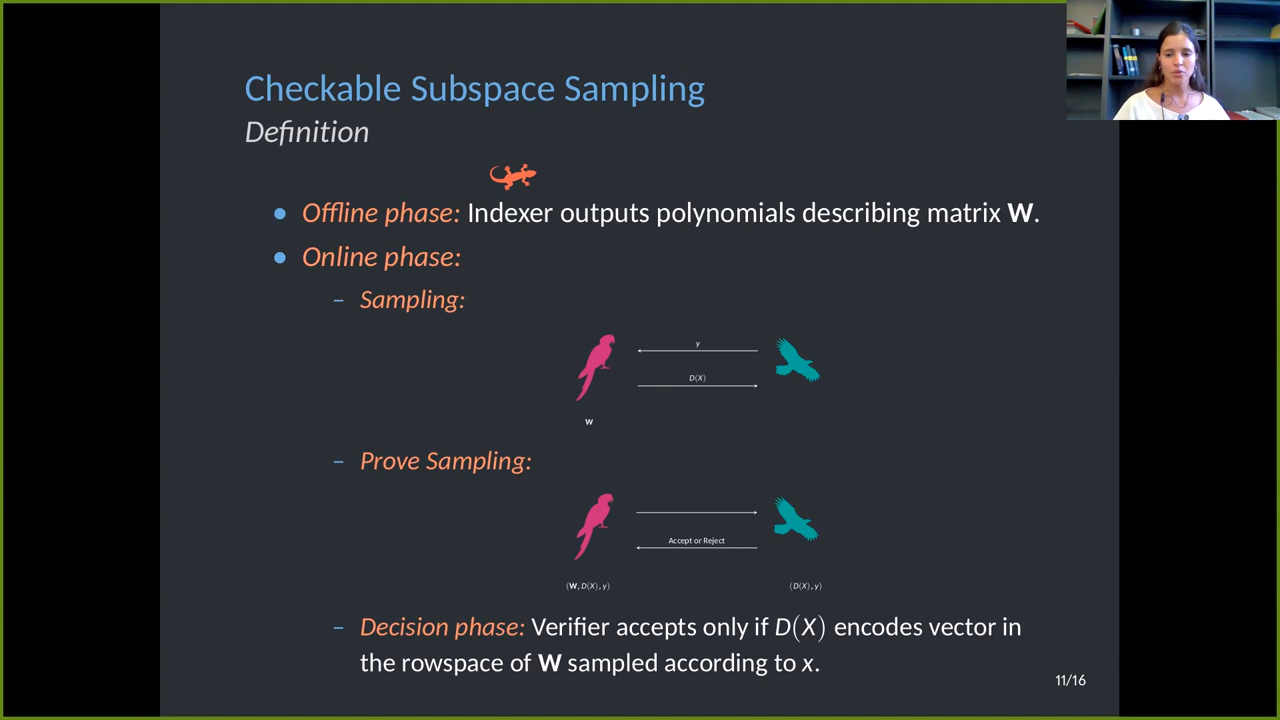 Checkable Subspace Sampling
Definition
• Offline phase: Indexer outputs polynomials describing matrix W.
• Online phase:
– Sampling:
y
D(X)
W
– Prove Sampling:
Accept or Reject
(W, D(X), y)
(D(X), y)
– Decision phase: Verifier accepts only if D(X) encodes vector in
the rowspace of W sampled according to x.
11/16